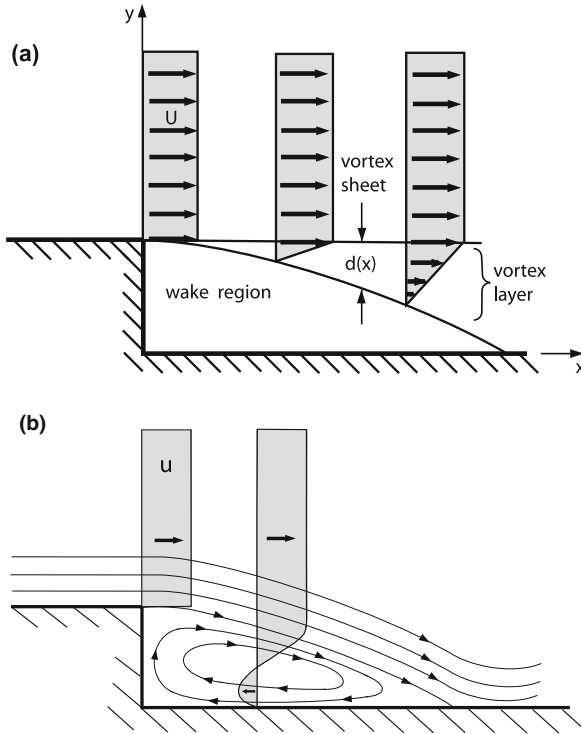 y
(a)
U
vortex
sheet
d(x)
vortex
layer
wake region
x
(b)
u